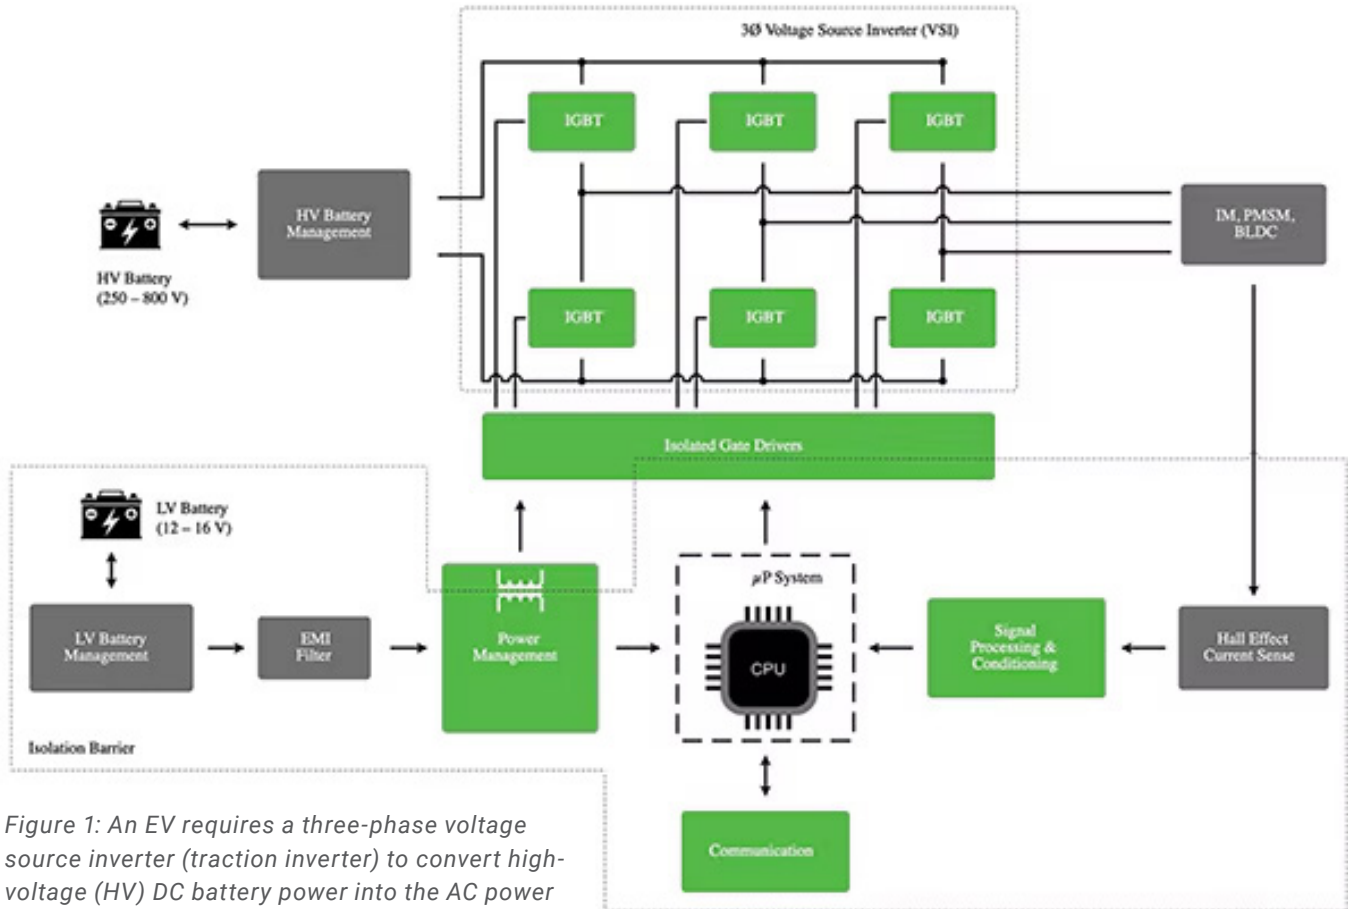 3Ø Voltage Source Inverter (VSI)
IGBT
IGBT
IGBT
HV Battery
Management
IM, PMSM,
BLDC
HV Battery
(250 – 800 V)
IGBT
IGBT
IGBT
Isolated Gate Drivers
LV Battery
(12 – 16 V)
µP System
LV Battery
Management
EMI
Filter
Power
Management
CPU
Signal
Processing &
Conditioning
Hall Effect
Current Sense
Isolation Barrier
Communication
Figure 1: An EV requires a three-phase voltage
source inverter (traction inverter) to convert high-
voltage (HV) DC battery power into the AC power